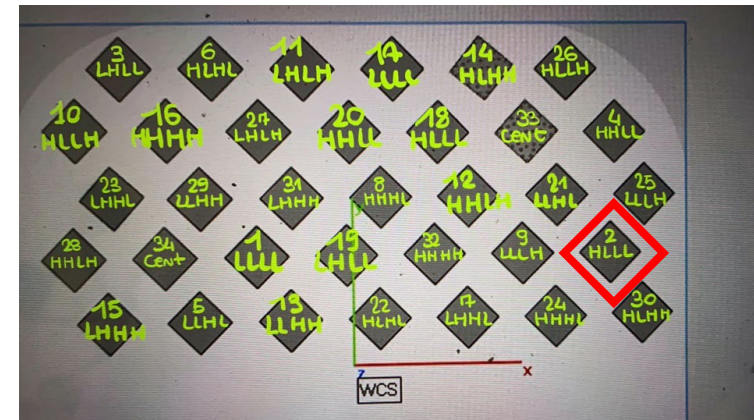 3
LHLL
6
HLHL
11
LHLH
17
LLLL
14
HLHH
26
HLLH
10
HLLH
16
HHHH
27
LHLH
20
HHLL
18
HLLL
33
Cent
4
HHLL
23
LHHL
29
LLHH
31
LHHH
8
HHHL
12
HHLH
21
LLHL
25
LLLH
28
HHLH
34
Cent
1
LLLL
19
LHLL
32
HHHH
9
LLLH
2
HLLL
15
LHHH
5
LLHL
13
LLHH
22
HLHL
7
LHHL
24
HHHL
30
HLHH
y
z
x
WCS